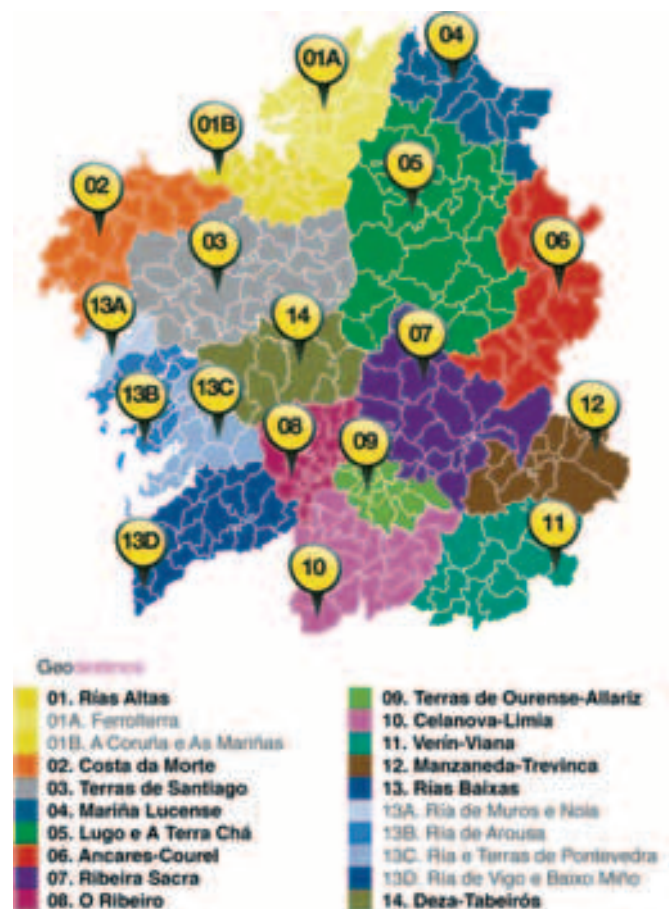 04
01A
01B
05
02
03
06
13A
14
07
13B
13C
12
08
09
13D
11
10
Geodestinos
01. Rías Altas
01A. Ferrolterra
01B. A Coruña e As Mariñas
02. Costa da Morte
03. Terras de Santiago
04. Mariña Lucense
05. Lugo e A Terra Chá
06. Ancares-Courel
07. Ribeira Sacra
08. O Ribeiro
09. Terras de Ourense-Allariz
10. Celanova-Limia
11. Verín-Viana
12. Manzaneda-Trevinca
13. Rías Baixas
13A. Ría de Muros e Noia
13B. Ría de Arousa
13C. Ría e Terras de Pontevedra
13D. Ría de Vigo e Baixo Miño
14. Deza-Tabeirós